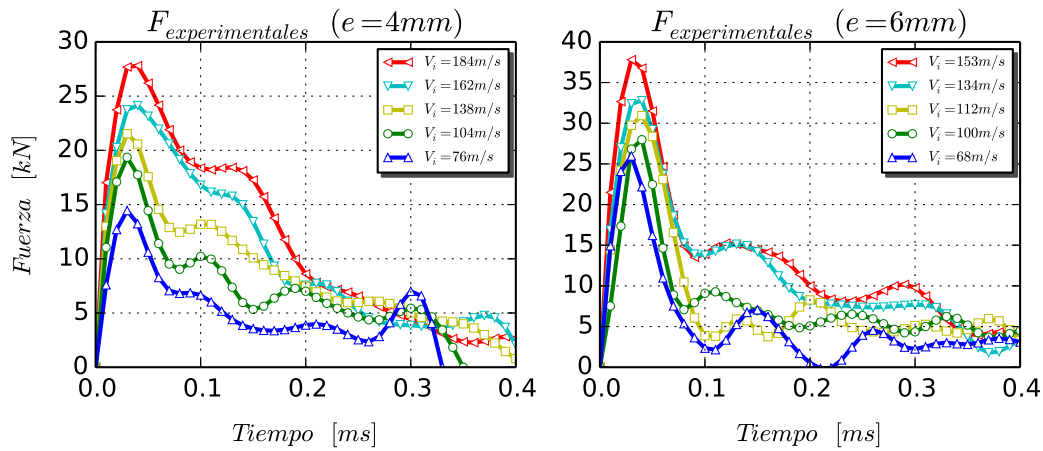 F_experimentales (e=4mm)
30
25
20
15
10
5
0
0.0 0.1 0.2 0.3 0.4
Fuerza [kN]
Tiempo [ms]
V_i=184m/s
V_i=162m/s
V_i=138m/s
V_i=104m/s
V_i=76m/s
F_experimentales (e=6mm)
40
35
30
25
20
15
10
5
0
0.0 0.1 0.2 0.3 0.4
Tiempo [ms]
V_i=153m/s
V_i=134m/s
V_i=112m/s
V_i=100m/s
V_i=68m/s